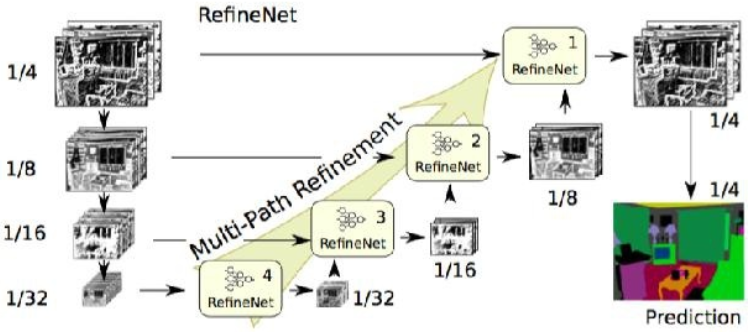 RefineNet
1/4
1
RefineNet
1/4
1/8
2
RefineNet
1/8
1/4
Multi-Path Refinement
1/16
3
RefineNet
1/16
1/32
4
RefineNet
1/32
Prediction